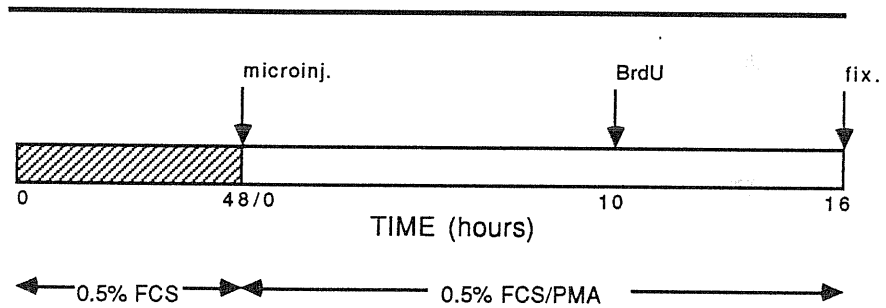 microinj.
BrdU
fix.
0
48/0
10
16
TIME (hours)
0.5% FCS
0.5% FCS/PMA